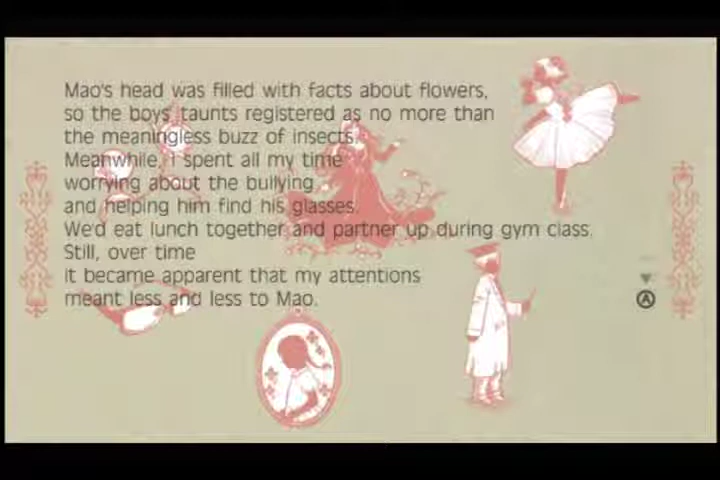 Mao's head was filled with facts about flowers,
so the boys' taunts registered as no more than
the meaningless buzz of insects.
Meanwhile, I spent all my time
worrying about the bullying
and helping him find his glasses.
We'd eat lunch together and partner up during gym class.
Still, over time
it became apparent that my attentions
meant less and less to Mao.
A